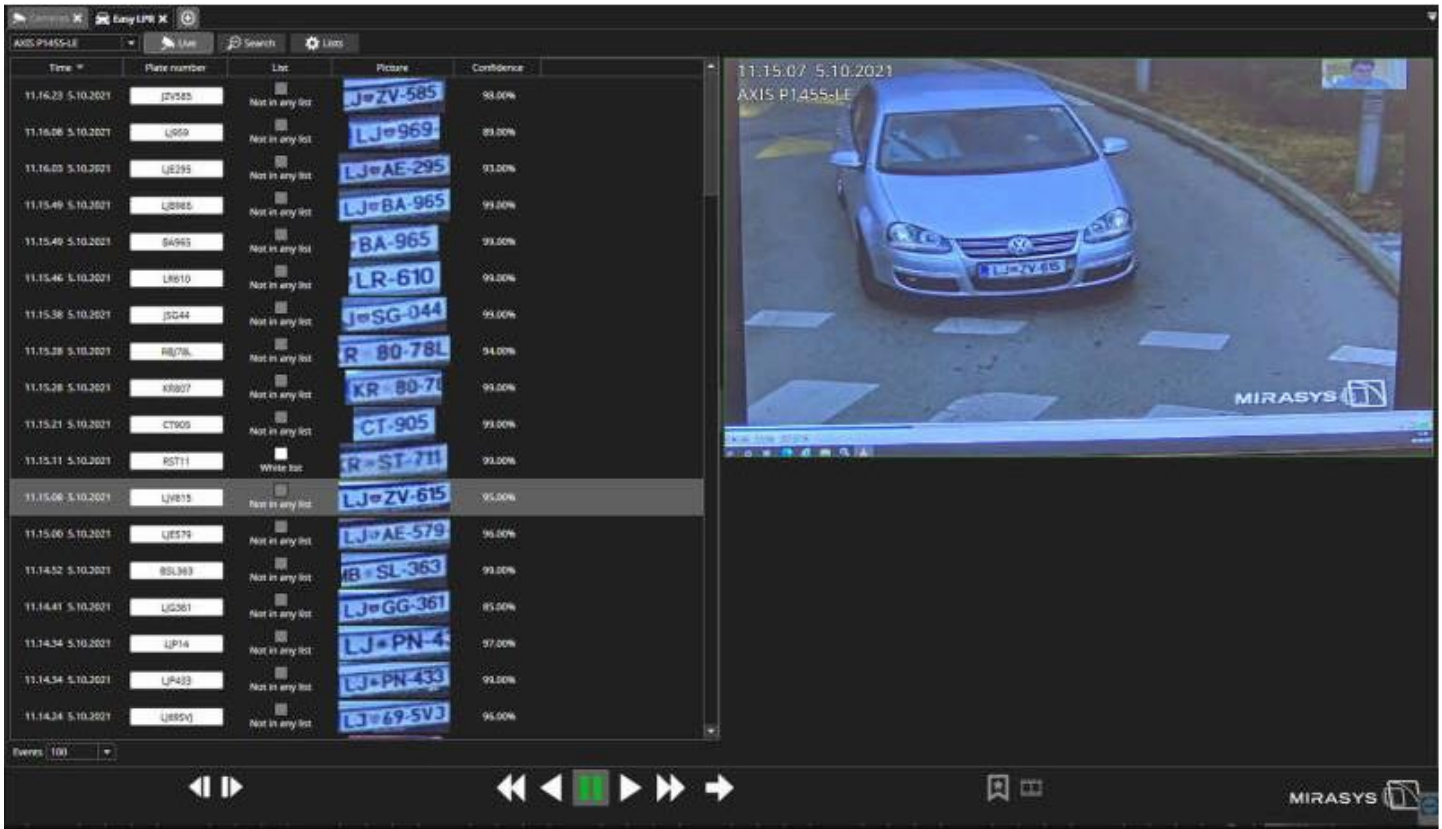 Cameras Easy LPR
AXIS P1455-LE Live Search Lists
Time Plate number List Picture Confidence
11.16.23 5.10.2021 JZV585 Not in any list J ZV-585 98.00%
11.16.08 5.10.2021 LJ959 Not in any list LJ 969 89.00%
11.16.03 5.10.2021 LJE295 Not in any list LJ AE-295 93.00%
11.15.49 5.10.2021 LJB965 Not in any list LJ BA-965 99.00%
11.15.49 5.10.2021 BA965 Not in any list BA-965 99.00%
11.15.46 5.10.2021 LR610 Not in any list LR-610 99.00%
11.15.38 5.10.2021 JSG44 Not in any list J SG-044 99.00%
11.15.28 5.10.2021 Not in any list R 80-78L 94.00%
11.15.28 5.10.2021 KR807 Not in any list KR 80-78 99.00%
11.15.21 5.10.2021 CT905 Not in any list CT-905 99.00%
11.15.11 5.10.2021 RST11 White list KR ST-711 99.00%
11.15.08 5.10.2021 LJV615 Not in any list LJ ZV-615 95.00%
11.15.00 5.10.2021 LJE579 Not in any list LJ AE-579 96.00%
11.14.52 5.10.2021 BSL363 Not in any list MB SL-363 99.00%
11.14.41 5.10.2021 LJG361 Not in any list LJ GG-361 85.00%
11.14.34 5.10.2021 LJP14 Not in any list LJ PN-4 97.00%
11.14.34 5.10.2021 LJP433 Not in any list LJ PN-433 99.00%
11.14.24 5.10.2021 LJ69SVJ Not in any list LJ 69-5VJ 96.00%
Events 100
11.15.07 5.10.2021
AXIS P1455-LE
LJ ZV-615
MIRASYS
MIRASYS